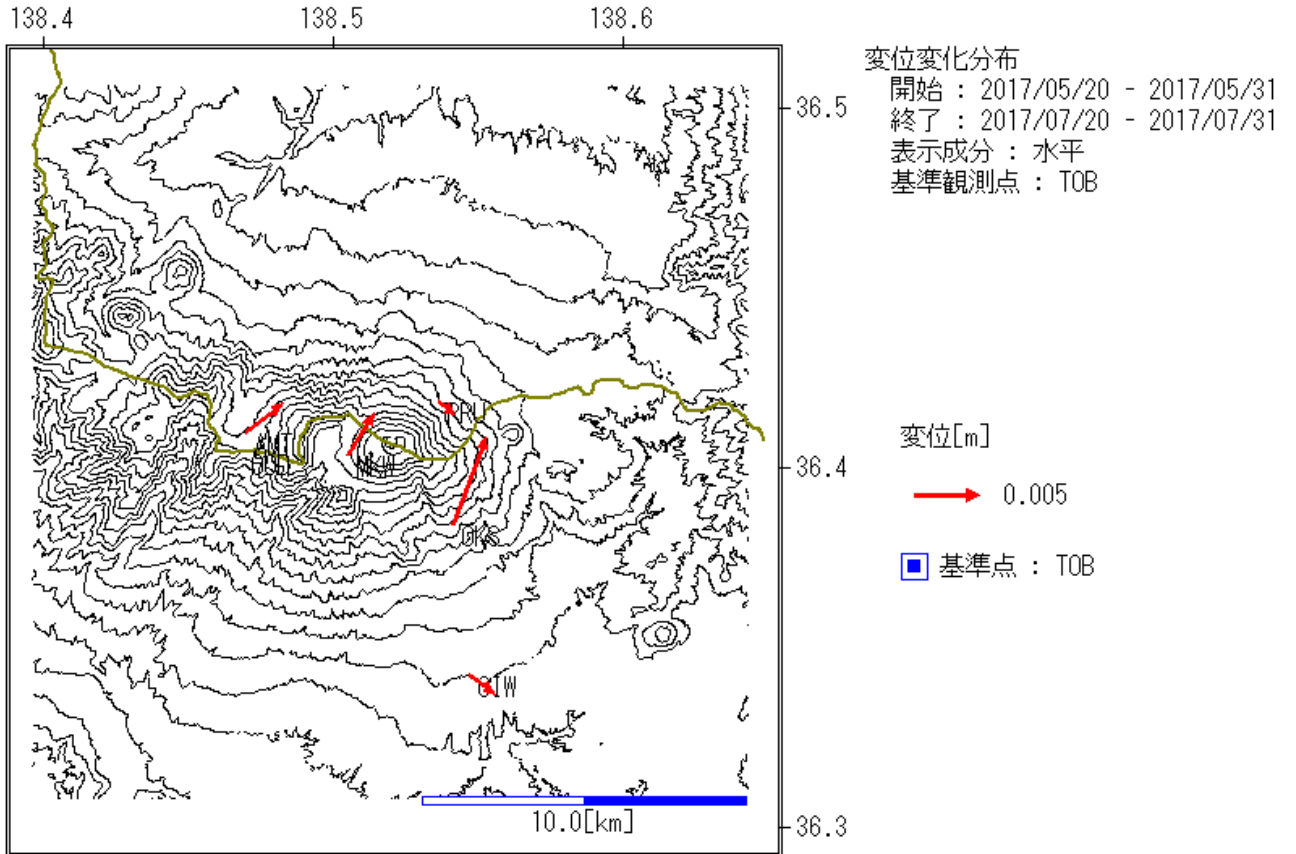 138.4 138.5 138.6
変位変化分布
開始 : 2017/05/20 - 2017/05/31
終了 : 2017/07/20 - 2017/07/31
表示成分 : 水平
基準観測点 : TOB
36.5
36.4
36.3
変位[m]
0.005
基準点 : TOB
MKW
GKS
OIW
10.0[km]